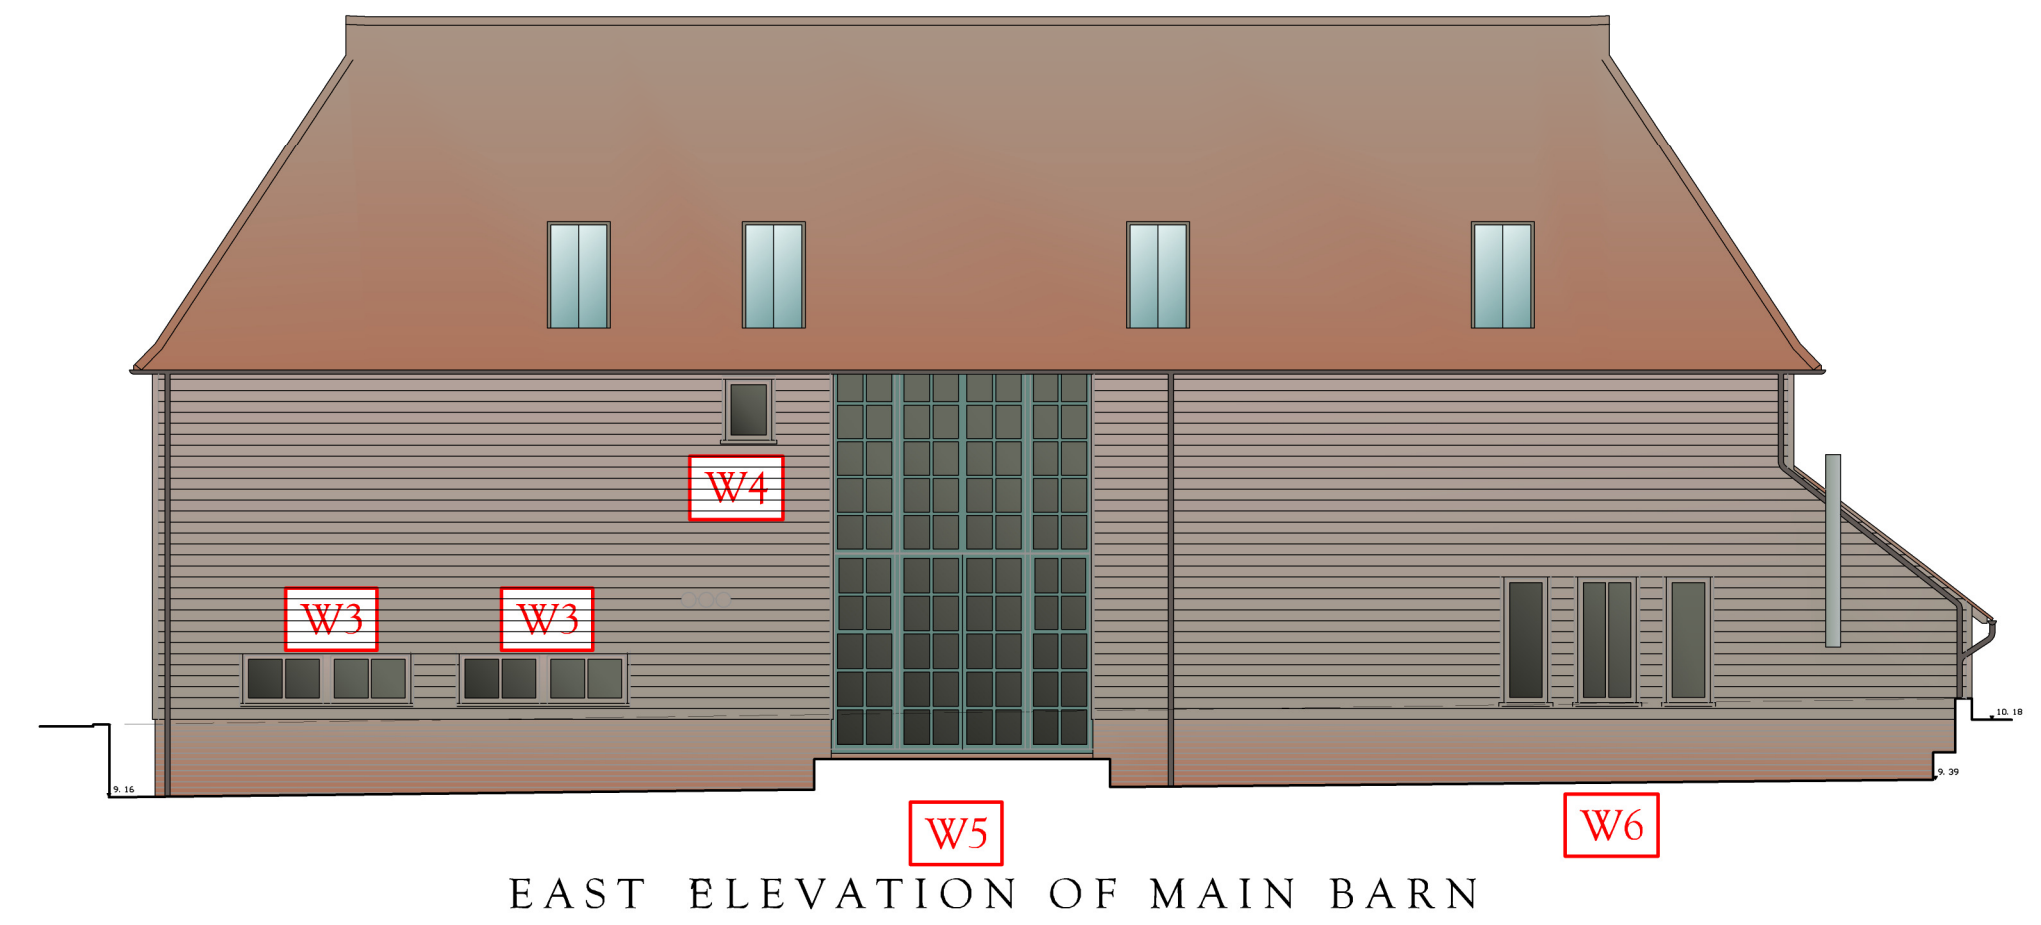 W4
W3 W3
10.18
9.16
9.39
W5
W6
EAST ELEVATION OF MAIN BARN